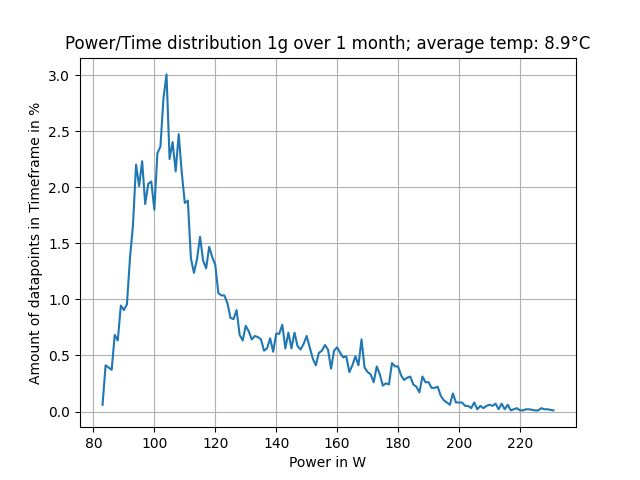 Power/Time distribution 1g over 1 month; average temp: 8.9°C
Amount of datapoints in Timeframe in %
3.0
2.5
2.0
1.5
1.0
0.5
0.0
80 100 120 140 160 180 200 220
Power in W